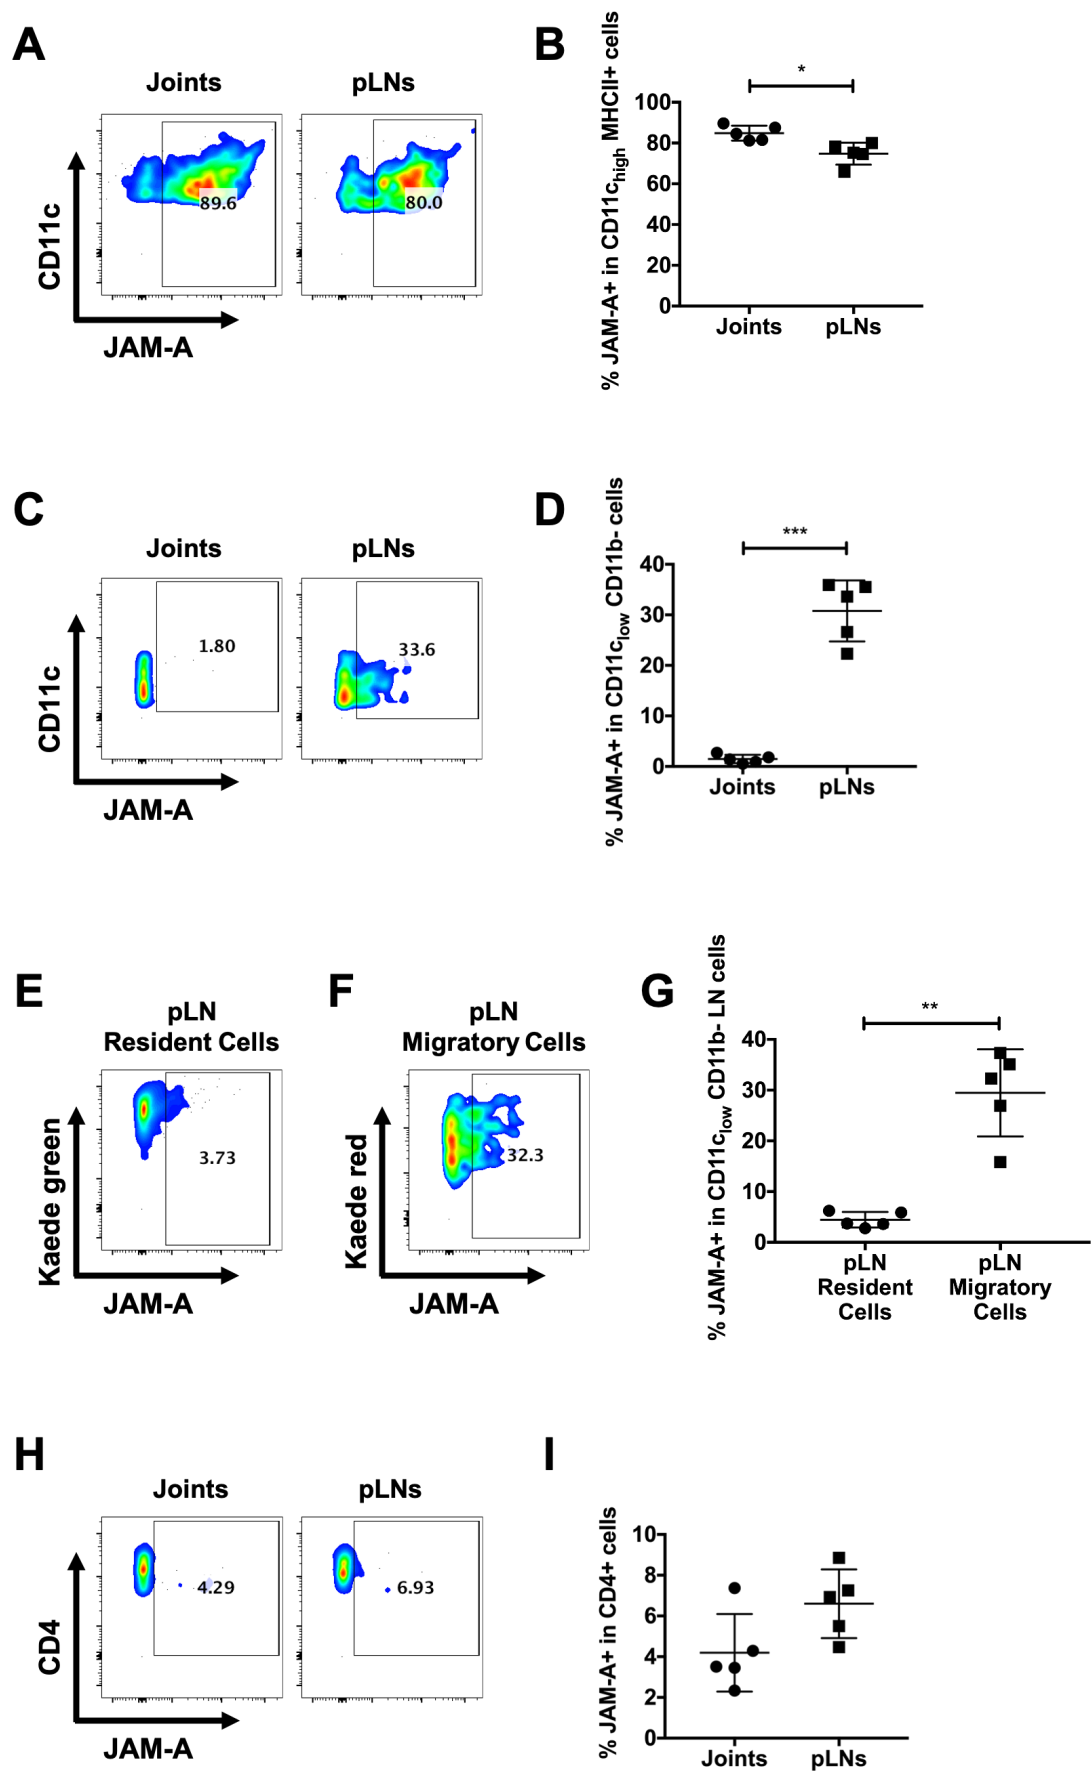 A
Joints
pLNs
89.6
80.0
CD11c
JAM-A
B
*
% JAM-A+ in CD11chigh MHCII+ cells
100
80
60
40
20
0
Joints
pLNs
C
Joints
pLNs
1.80
33.6
CD11c
JAM-A
D
***
% JAM-A+ in CD11clow CD11b- cells
40
30
20
10
0
Joints
pLNs
E
pLN
Resident Cells
3.73
Kaede green
JAM-A
F
pLN
Migratory Cells
32.3
Kaede red
JAM-A
G
**
% JAM-A+ in CD11clow CD11b- LN cells
40
30
20
10
0
pLN
Resident
Cells
pLN
Migratory
Cells
H
Joints
pLNs
4.29
6.93
CD4
JAM-A
I
% JAM-A+ in CD4+ cells
10
8
6
4
2
0
Joints
pLNs